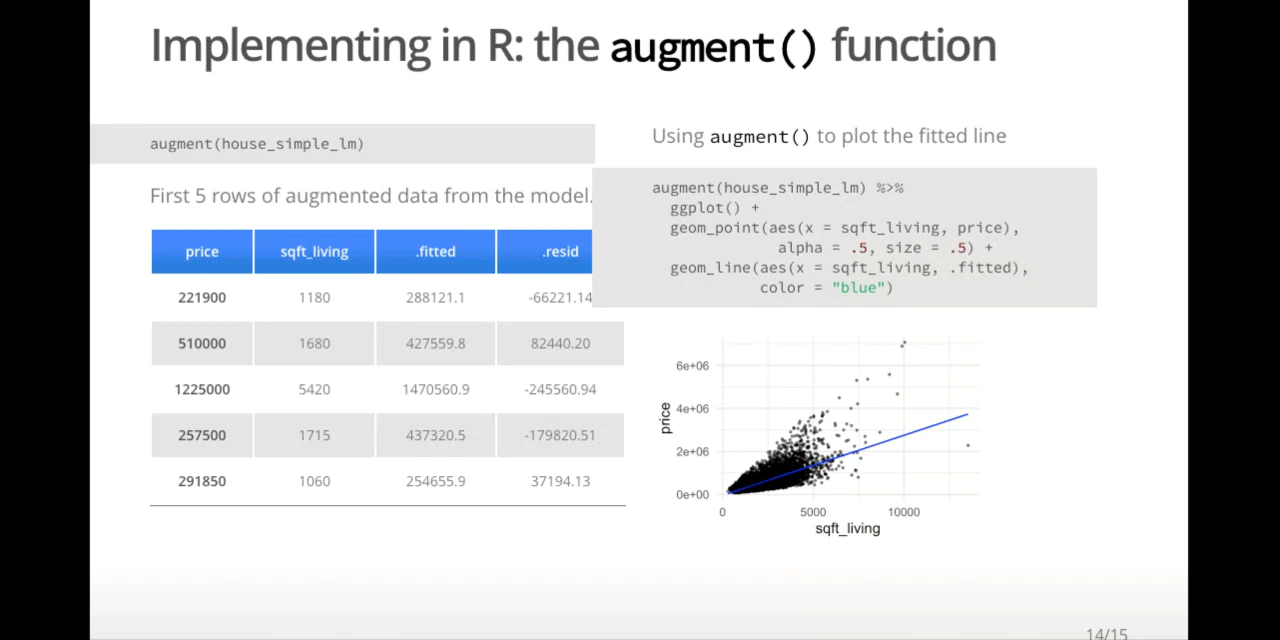 Implementing in R: the augment() function
augment(house_simple_lm)
First 5 rows of augmented data from the model.
price sqft_living .fitted .resid
221900 1180 288121.1 -66221.14
510000 1680 427559.8 82440.20
1225000 5420 1470560.9 -245560.94
257500 1715 437320.5 -179820.51
291850 1060 254655.9 37194.13
Using augment() to plot the fitted line
augment(house_simple_lm) %>%
ggplot() +
geom_point(aes(x = sqft_living, price),
alpha = .5, size = .5) +
geom_line(aes(x = sqft_living, .fitted),
color = "blue")
6e+06
4e+06
2e+06
0e+00
price
0 5000 10000
sqft_living
14/15